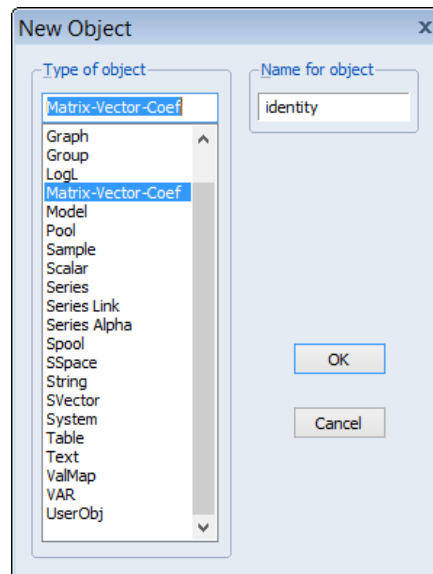 New Object
x
Type of object
Name for object
Matrix-Vector-Coef
identity
Graph
Group
LogL
Matrix-Vector-Coef
Model
Pool
Sample
Scalar
Series
Series Link
Series Alpha
Spool
SSpace
String
SVector
System
Table
Text
ValMap
VAR
UserObj
OK
Cancel